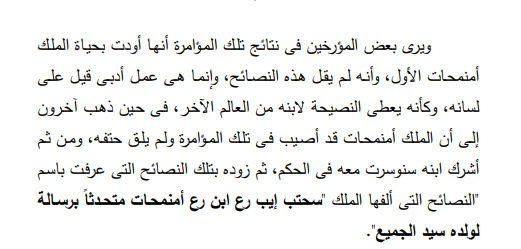 ويرى بعض المؤرخين فى نتائج تلك المؤامرة أنها أودت بحياة الملك
أمنمحات الأول، وأنه لم يقل هذه النصائح، وإنما هى عمل أدبى قيل على
لسانه، وكأنه يعطى النصيحة لابنه من العالم الآخر، فى حين ذهب آخرون
إلى أن الملك أمنمحات قد أصيب فى تلك المؤامرة ولم يلق حتفه، ومن ثم
أشرك ابنه سنوسرت معه فى الحكم، ثم زوده بتلك النصائح التى عرفت باسم
"النصائح التى ألفها الملك "سحتب إيب رع ابن رع أمنمحات متحدثاً برسالة
لولده سيد الجميع".